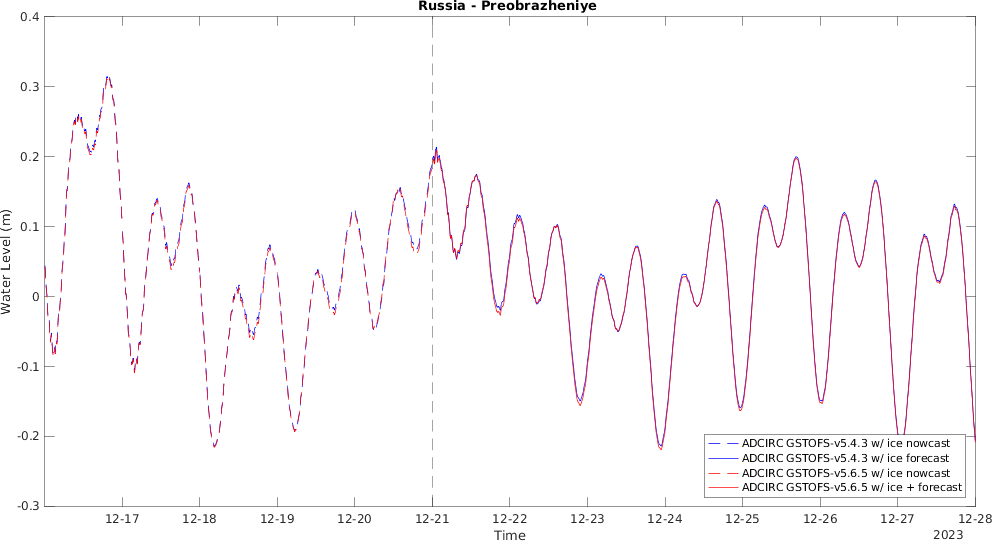 Russia - Preobrazheniye
0.4
0.3
0.2
0.1
0
-0.1
-0.2
-0.3
Water Level (m)
ADCIRC GSTOFS-v5.4.3 w/ ice nowcast
ADCIRC GSTOFS-v5.4.3 w/ ice forecast
ADCIRC GSTOFS-v5.6.5 w/ ice nowcast
ADCIRC GSTOFS-v5.6.5 w/ ice + forecast
12-17 12-18 12-19 12-20 12-21 12-22 12-23 12-24 12-25 12-26 12-27 12-28
Time
2023